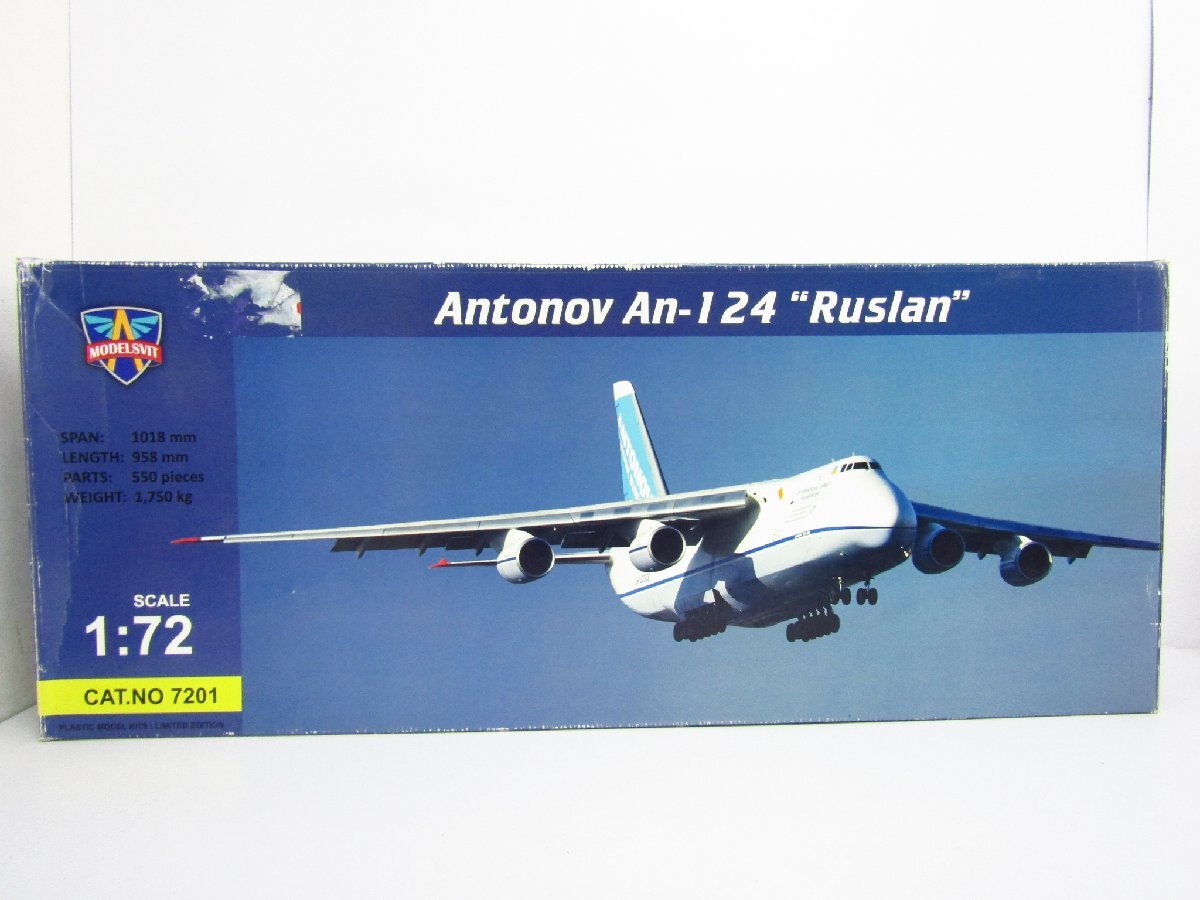 Antonov An-124 “Ruslan”
MODELSVIT
SPAN: 1018 mm
LENGTH: 958 mm
PARTS: 550 pieces
WEIGHT: 1,750 kg
SCALE
1:72
CAT.NO 7201
PLASTIC MODEL KITS \ LIMITED EDITION
ANTONOV